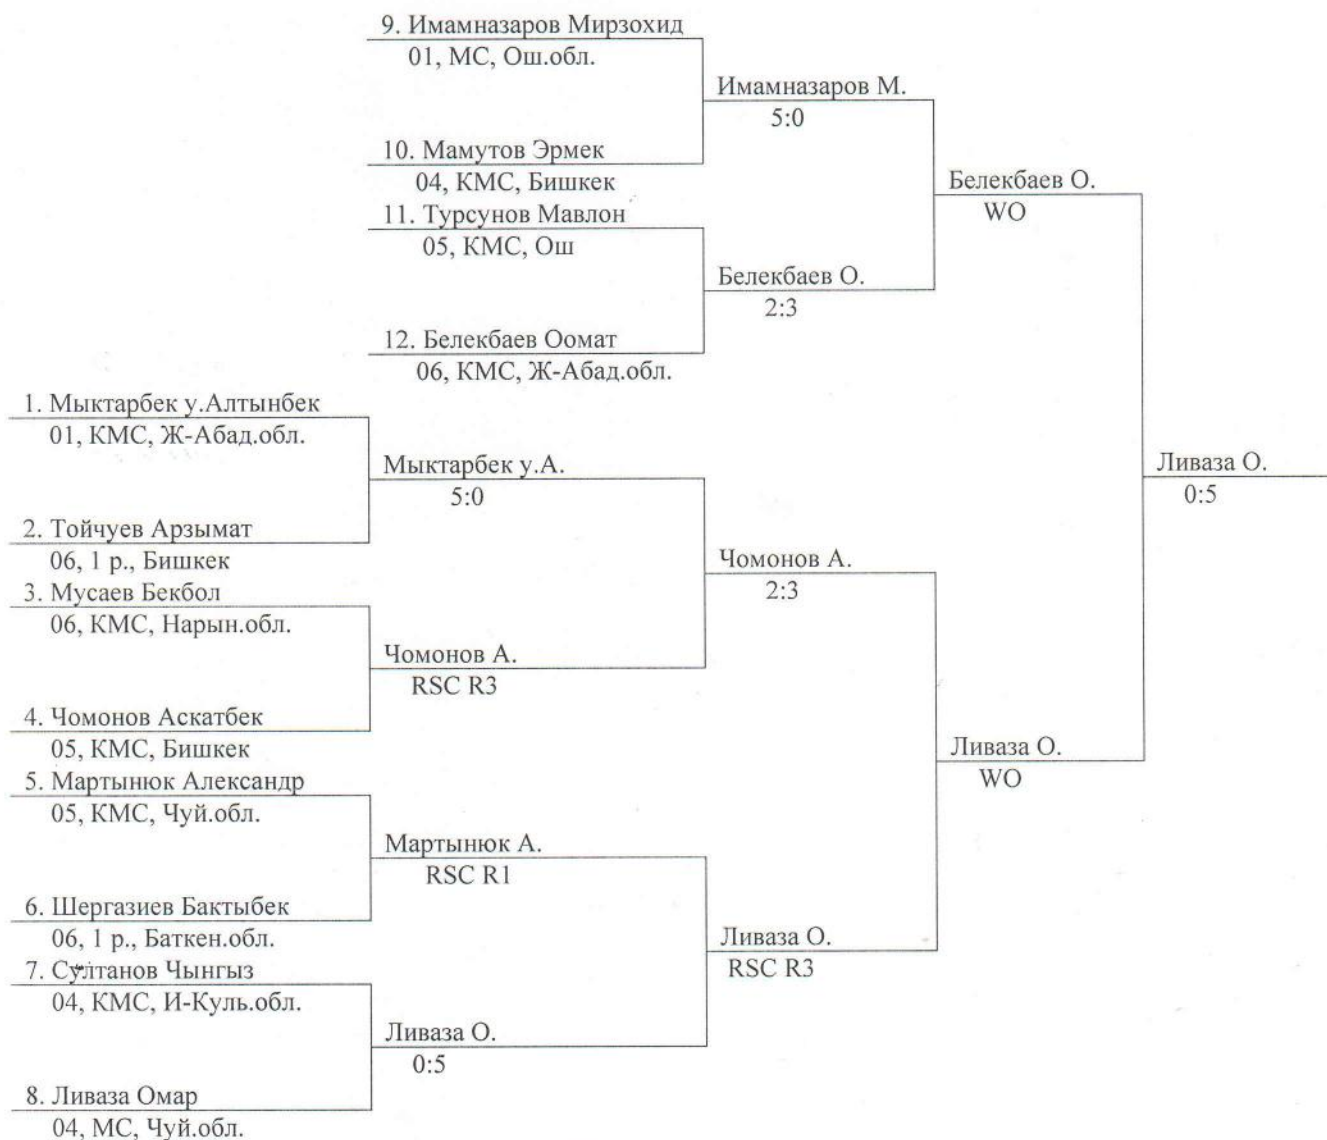 9. Имамназаров Мирзохид
01, МС, Ош.обл.
Имамназаров М.
5:0
10. Мамутов Эрмек
04, КМС, Бишкек
Белекбаев О.
WO
11. Турсунов Мавлон
05, КМС, Ош
Белекбаев О.
2:3
12. Белекбаев Оомат
06, КМС, Ж-Абад.обл.
1. Мыктарбек у.Алтынбек
01, КМС, Ж-Абад.обл.
Мыктарбек у.А.
5:0
Ливаза О.
0:5
2. Тойчуев Арзымат
06, 1 р., Бишкек
Чомонов А.
2:3
3. Мусаев Бекбол
06, КМС, Нарын.обл.
Чомонов А.
RSC R3
4. Чомонов Аскатбек
05, КМС, Бишкек
Ливаза О.
WO
5. Мартынюк Александр
05, КМС, Чуй.обл.
Мартынюк А.
RSC R1
6. Шергазиев Бактыбек
06, 1 р., Баткен.обл.
Ливаза О.
RSC R3
7. Султанов Чынгыз
04, КМС, И-Куль.обл.
Ливаза О.
0:5
8. Ливаза Омар
04, МС, Чуй.обл.